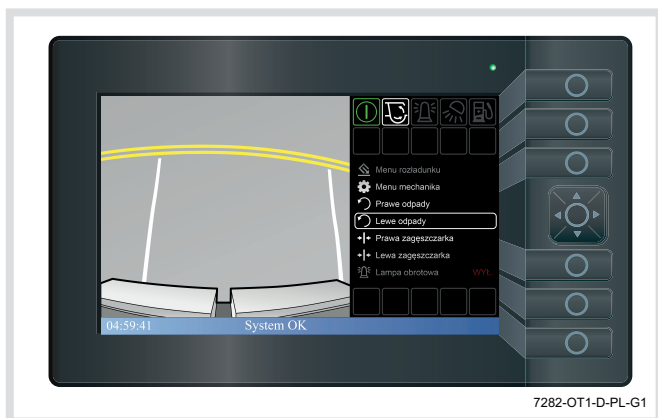 Menu rozładunku
Menu mechanika
Prawe odpady
Lewe odpady
Prawa zagęszczarka
Lewa zagęszczarka
Lampa obrotowa WYŁ.
04:59:41 System OK
7282-OT1-D-PL-G1